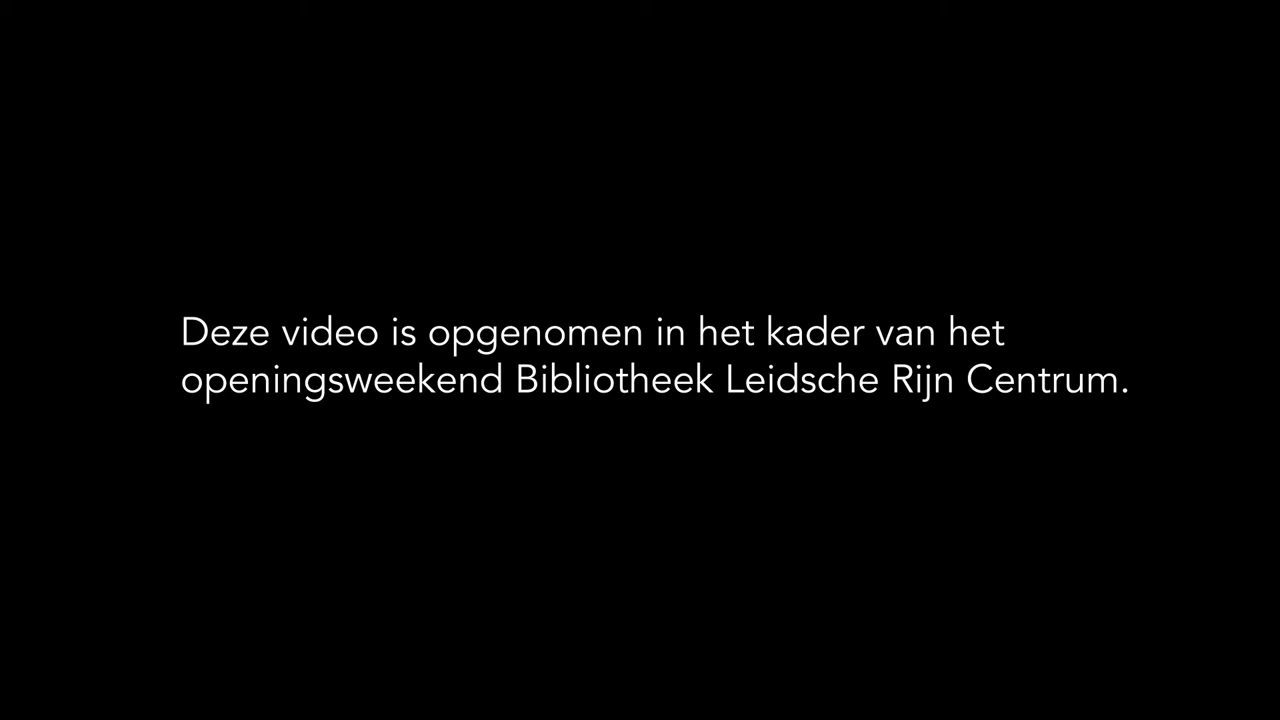 Deze video is opgenomen in het kader van het
openingsweekend Bibliotheek Leidsche Rijn Centrum.